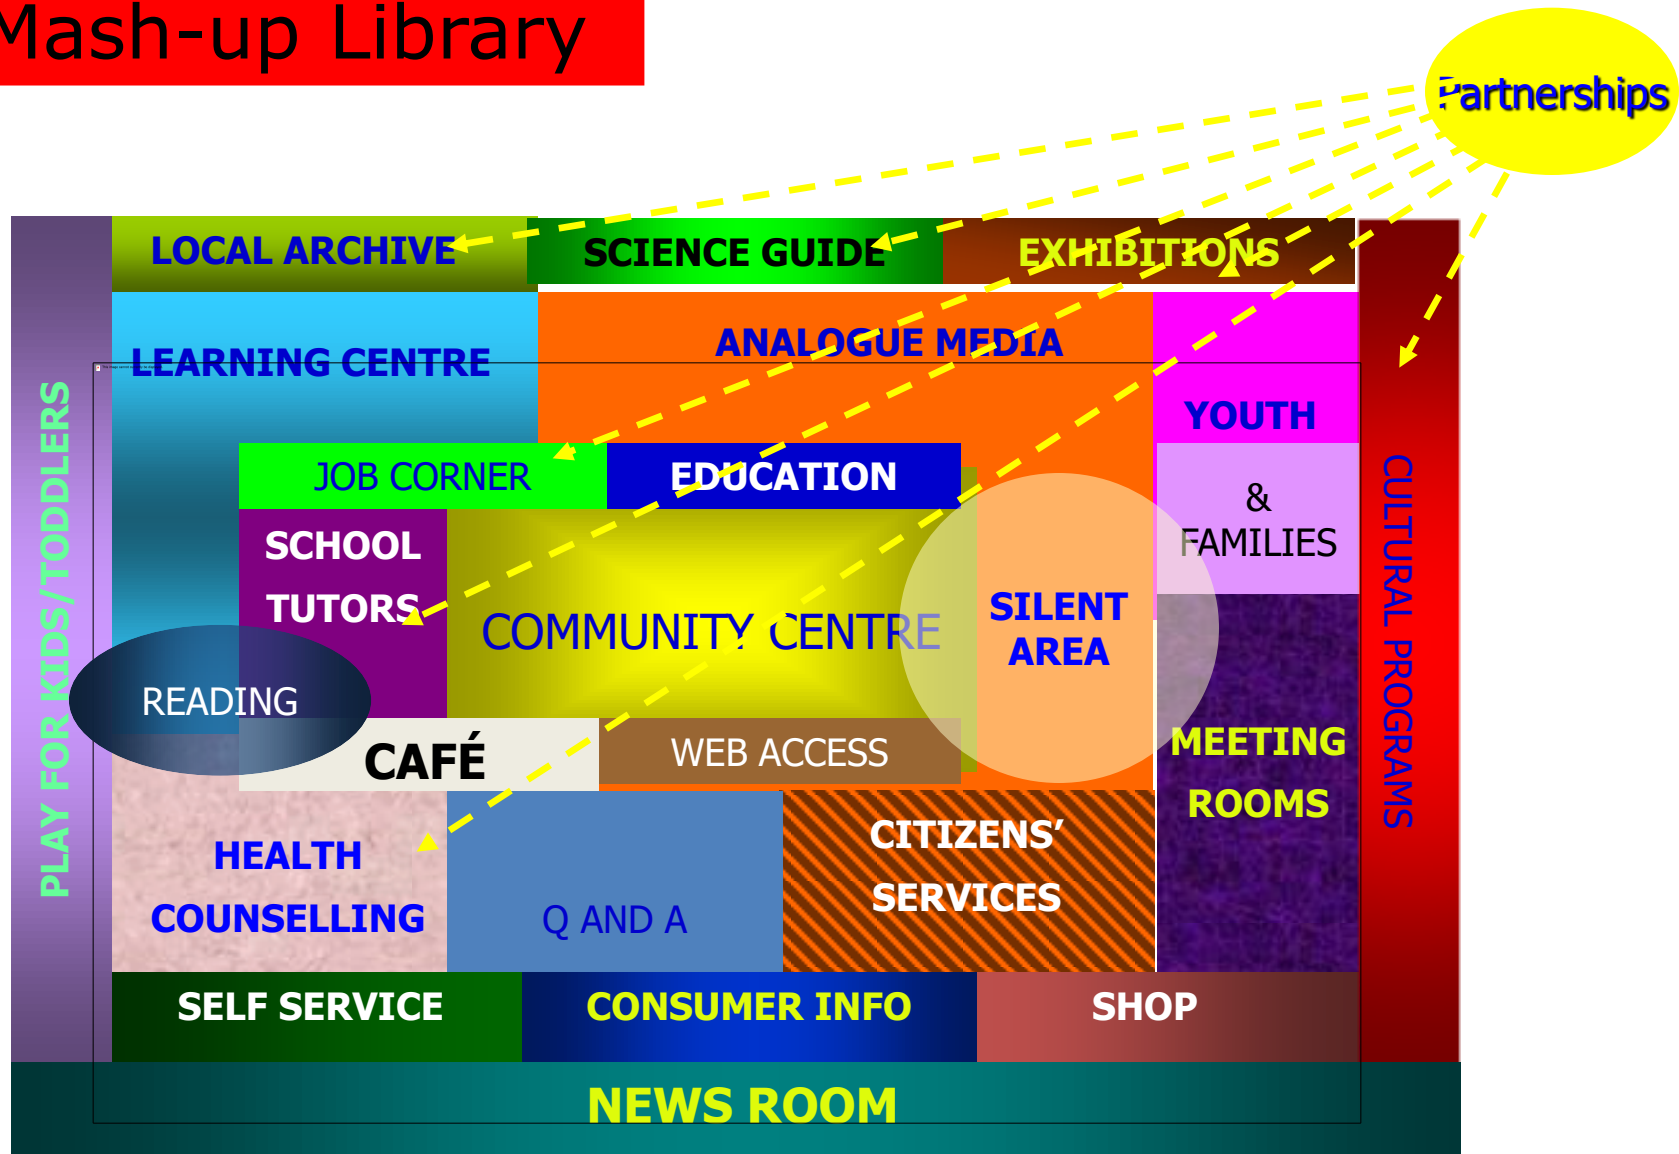 Mash-up Library
Partnerships
LOCAL ARCHIVE
SCIENCE GUIDE
EXHIBITIONS
LEARNING CENTRE
ANALOGUE MEDIA
YOUTH
& 
FAMILIES
JOB CORNER
EDUCATION
SCHOOL
TUTORS
COMMUNITY CENTRE
SILENT
AREA
READING
CAFÉ
WEB ACCESS
MEETING
ROOMS
HEALTH
COUNSELLING
Q AND A
CITIZENS’
SERVICES
SELF SERVICE
CONSUMER INFO
SHOP
NEWS ROOM
PLAY FOR KIDS/TODDLERS
CULTURAL PROGRAMS